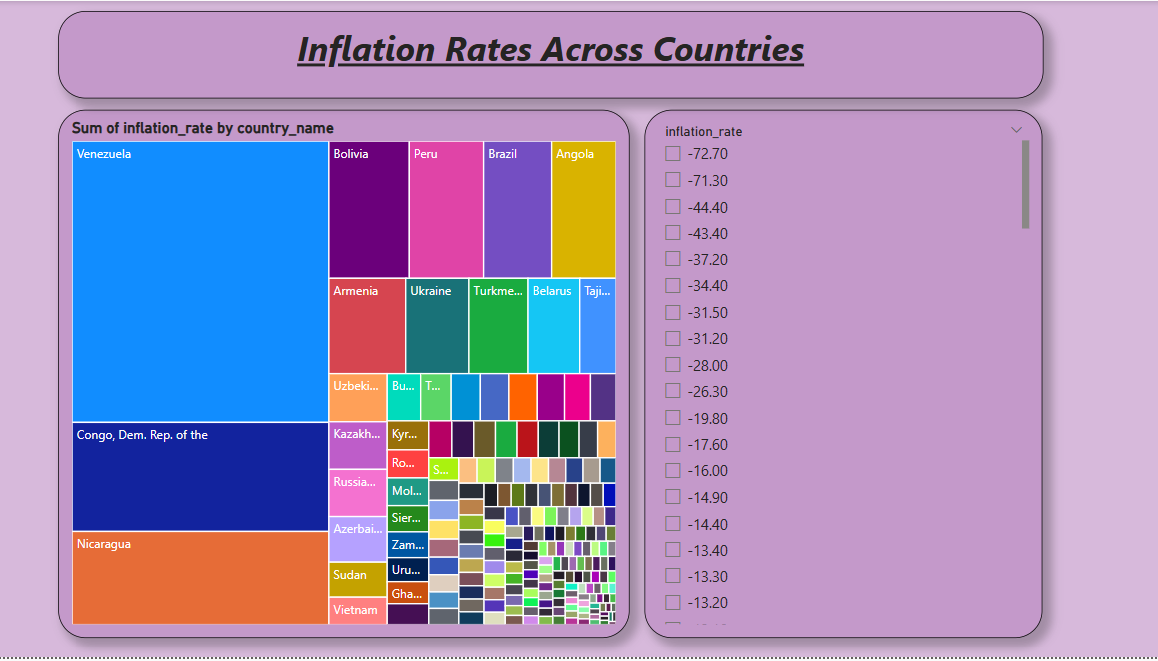 Inflation Rates Across Countries
Sum of inflation_rate by country_name
Venezuela
Bolivia
Peru
Brazil
Angola
Armenia
Ukraine
Turkme...
Belarus
Taji...
Uzbeki...
Bu...
T...
Congo, Dem. Rep. of the
Kazakh...
Kyr...
Ro...
S...
Russia...
Mol...
Sier...
Azerbai...
Nicaragua
Zam...
Sudan
Uru...
Gha...
Vietnam
inflation_rate
-72.70
-71.30
-44.40
-43.40
-37.20
-34.40
-31.50
-31.20
-28.00
-26.30
-19.80
-17.60
-16.00
-14.90
-14.40
-13.40
-13.30
-13.20